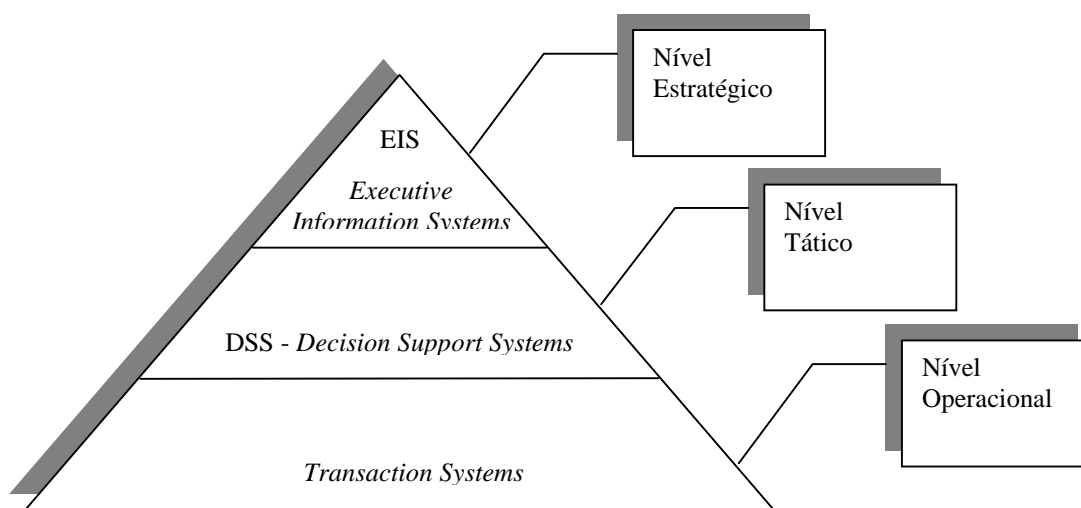 EIS
Executive
Information Systems
DSS - Decision Support Systems
Transaction Systems
Nível
Estratégico
Nível
Tático
Nível
Operacional